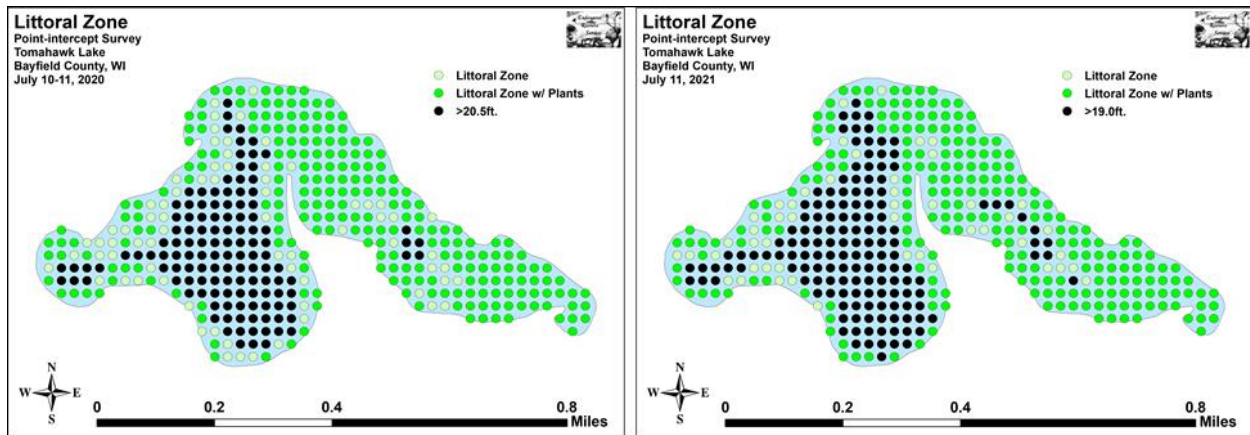 Littoral Zone
Point-intercept Survey
Tomahawk Lake
Bayfield County, WI
July 10-11, 2020
Littoral Zone
Littoral Zone w/ Plants
>20.5ft.
N
W E
S
0 0.2 0.4 0.8
Miles
Littoral Zone
Point-intercept Survey
Tomahawk Lake
Bayfield County, WI
July 11, 2021
Littoral Zone
Littoral Zone w/ Plants
>19.0ft.
N
W E
S
0 0.2 0.4 0.8
Miles